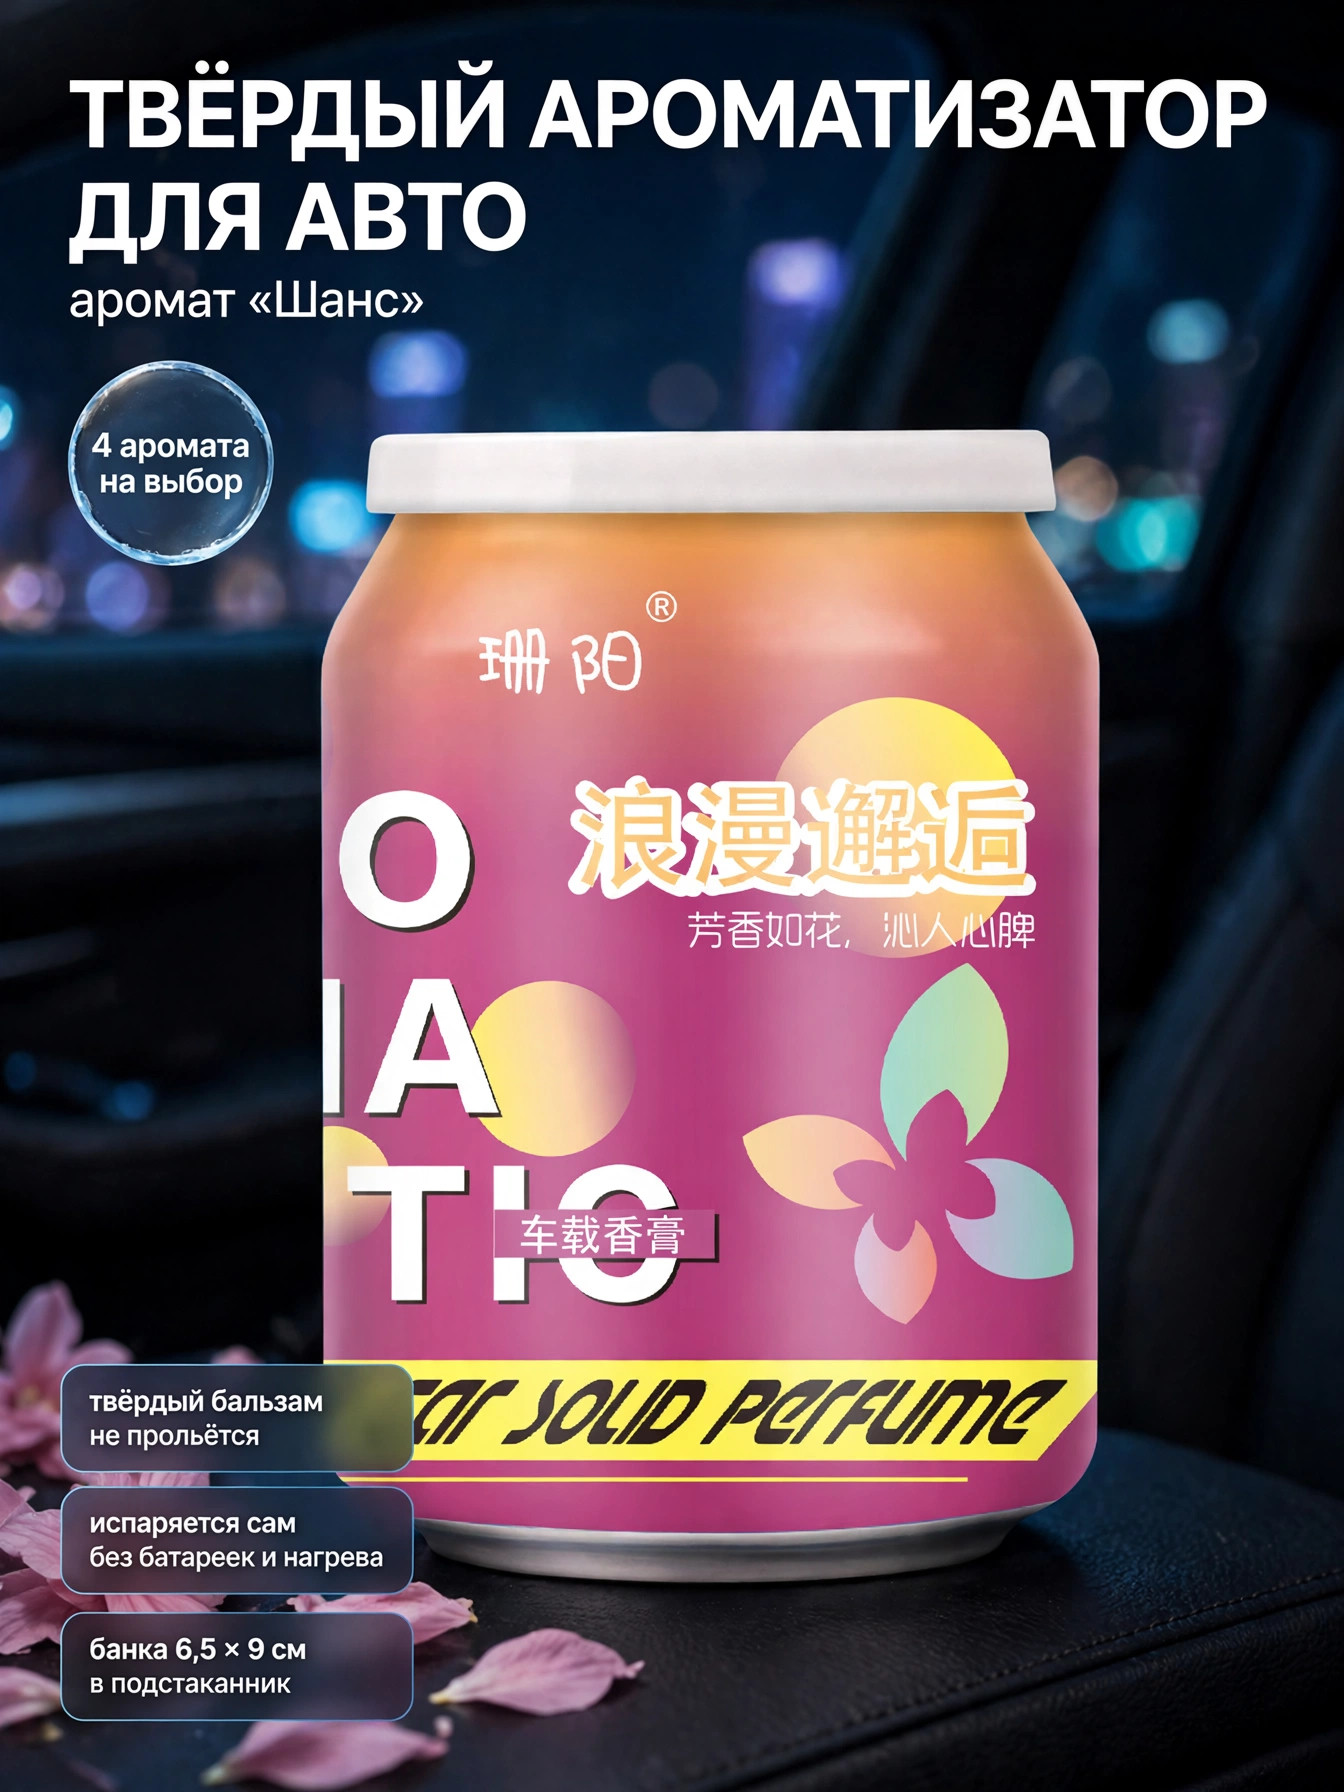 ТВЁРДЫЙ АРОМАТИЗАТОР
ДЛЯ АВТО
аромат «Шанс»
4 аромата
на выбор
珊阳®
浪漫邂逅
芳香如花, 沁人心脾
O
MA
TIC
车载香膏
CAR SOLID PERFUME
твёрдый бальзам
не прольётся
испаряется сам
без батареек и нагрева
банка 6,5 × 9 см
в подстаканник